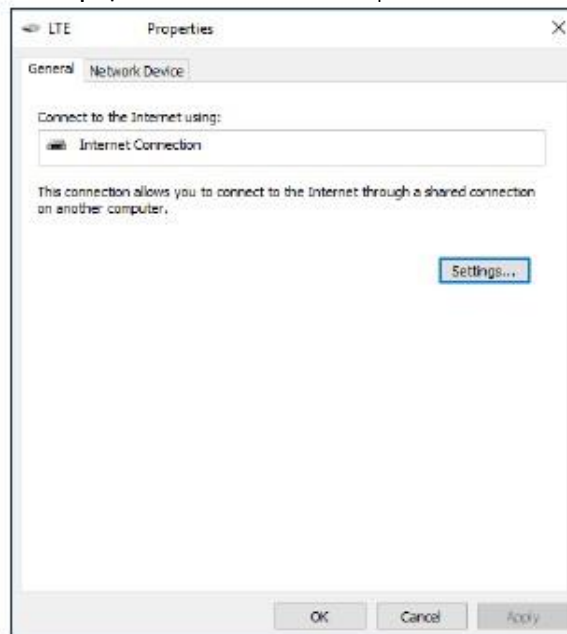 LTE Properties
General Network Device
Connect to the Internet using:
Internet Connection
This connection allows you to connect to the Internet through a shared connection
on another computer.
Settings...
OK Cancel Apply